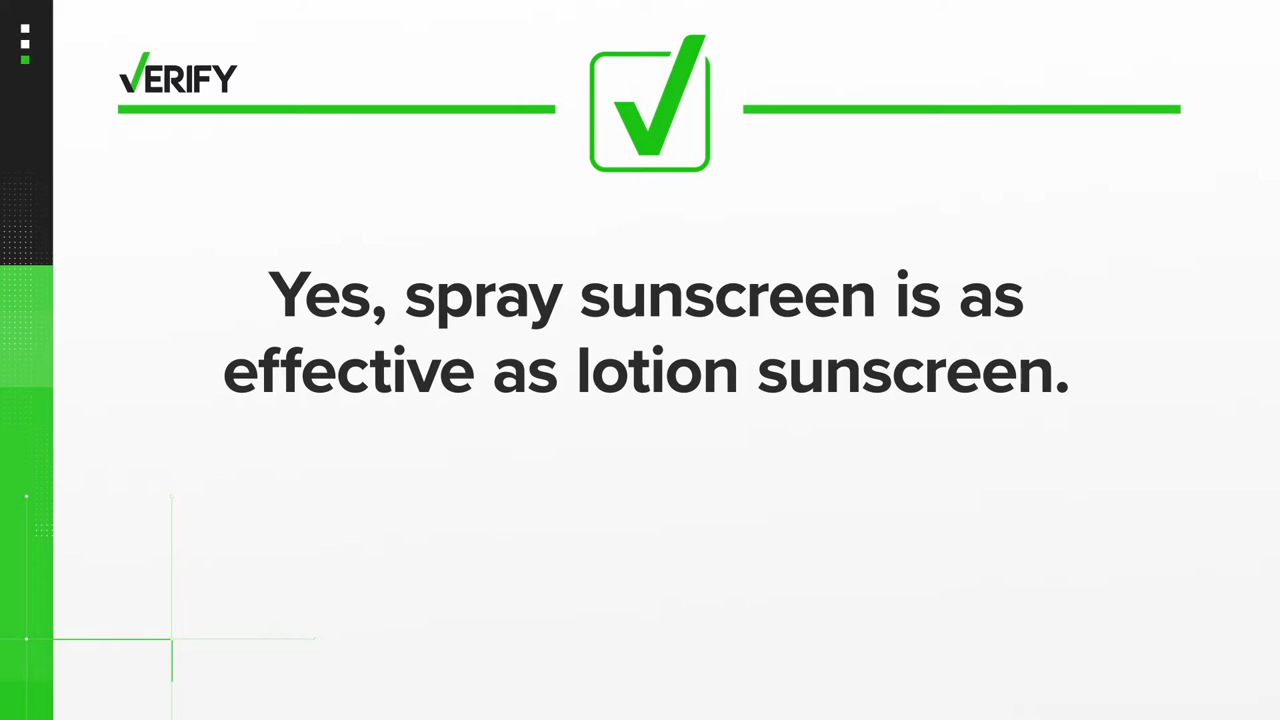 VERIFY
Yes, spray sunscreen is as
effective as lotion sunscreen.